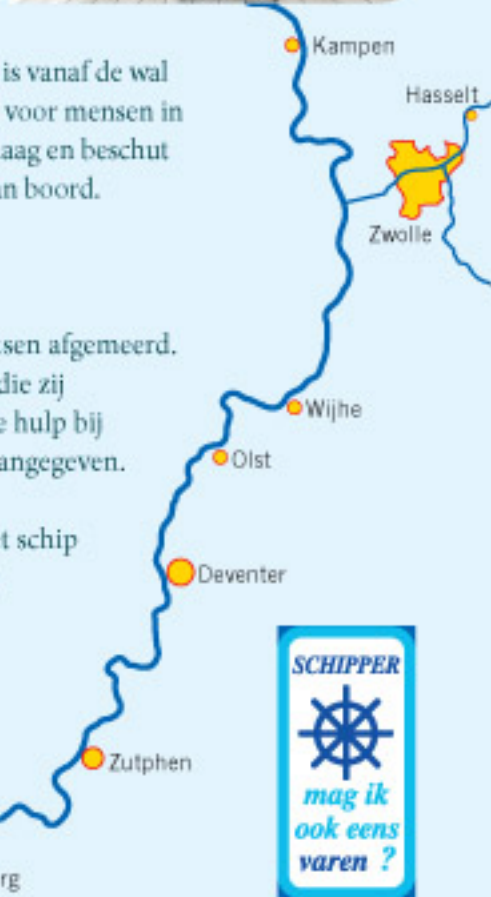 is vanaf de wal
voor mensen in
aag en beschut
n boord.
sen afgemeerd.
die zij
e hulp bij
angegeven.
t schip
Kampen
Hasselt
Zwolle
Wijhe
Olst
Deventer
Zutphen
rg
SCHIPPER
mag ik
ook eens
varen ?